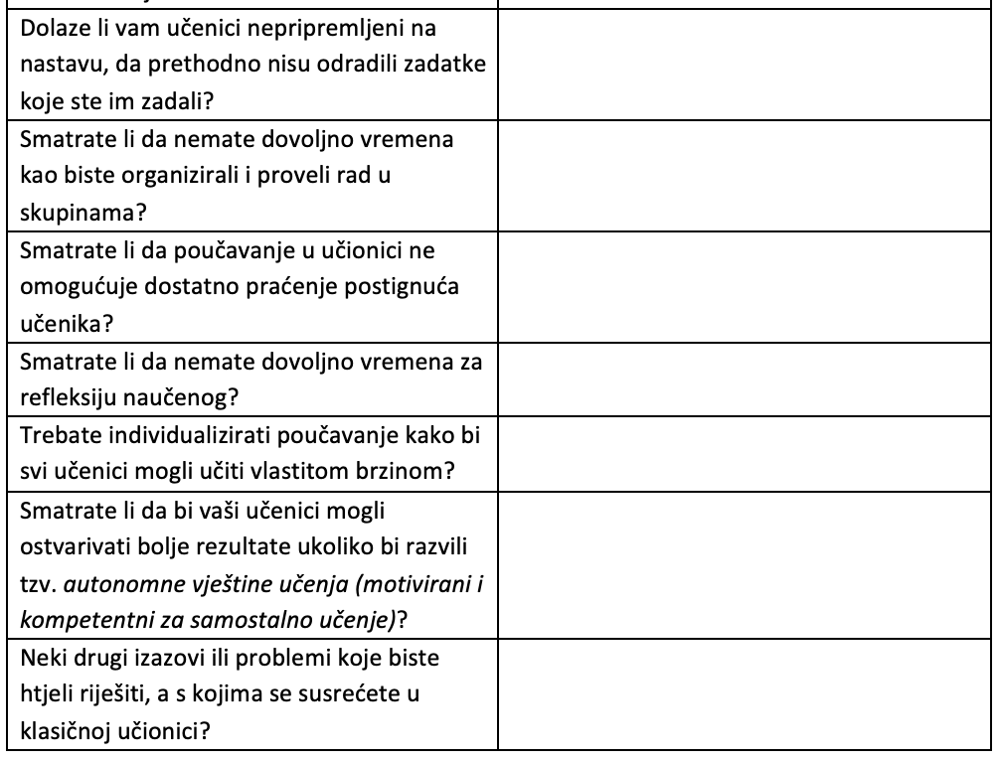 Dolaze li vam učenici nepripremljeni na
nastavu, da prethodno nisu odradili zadatke
koje ste im zadali?
Smatrate li da nemate dovoljno vremena
kao biste organizirali i proveli rad u
skupinama?
Smatrate li da poučavanje u učionici ne
omogućuje dostatno praćenje postignuća
učenika?
Smatrate li da nemate dovoljno vremena za
refleksiju naučenog?
Trebate individualizirati poučavanje kako bi
svi učenici mogli učiti vlastitom brzinom?
Smatrate li da bi vaši učenici mogli
ostvarivati bolje rezultate ukoliko bi razvili
tzv. autonomne vještine učenja (motivirani i
kompetentni za samostalno učenje)?
Neki drugi izazovi ili problemi koje biste
htjeli riješiti, a s kojima se susrećete u
klasičnoj učionici?